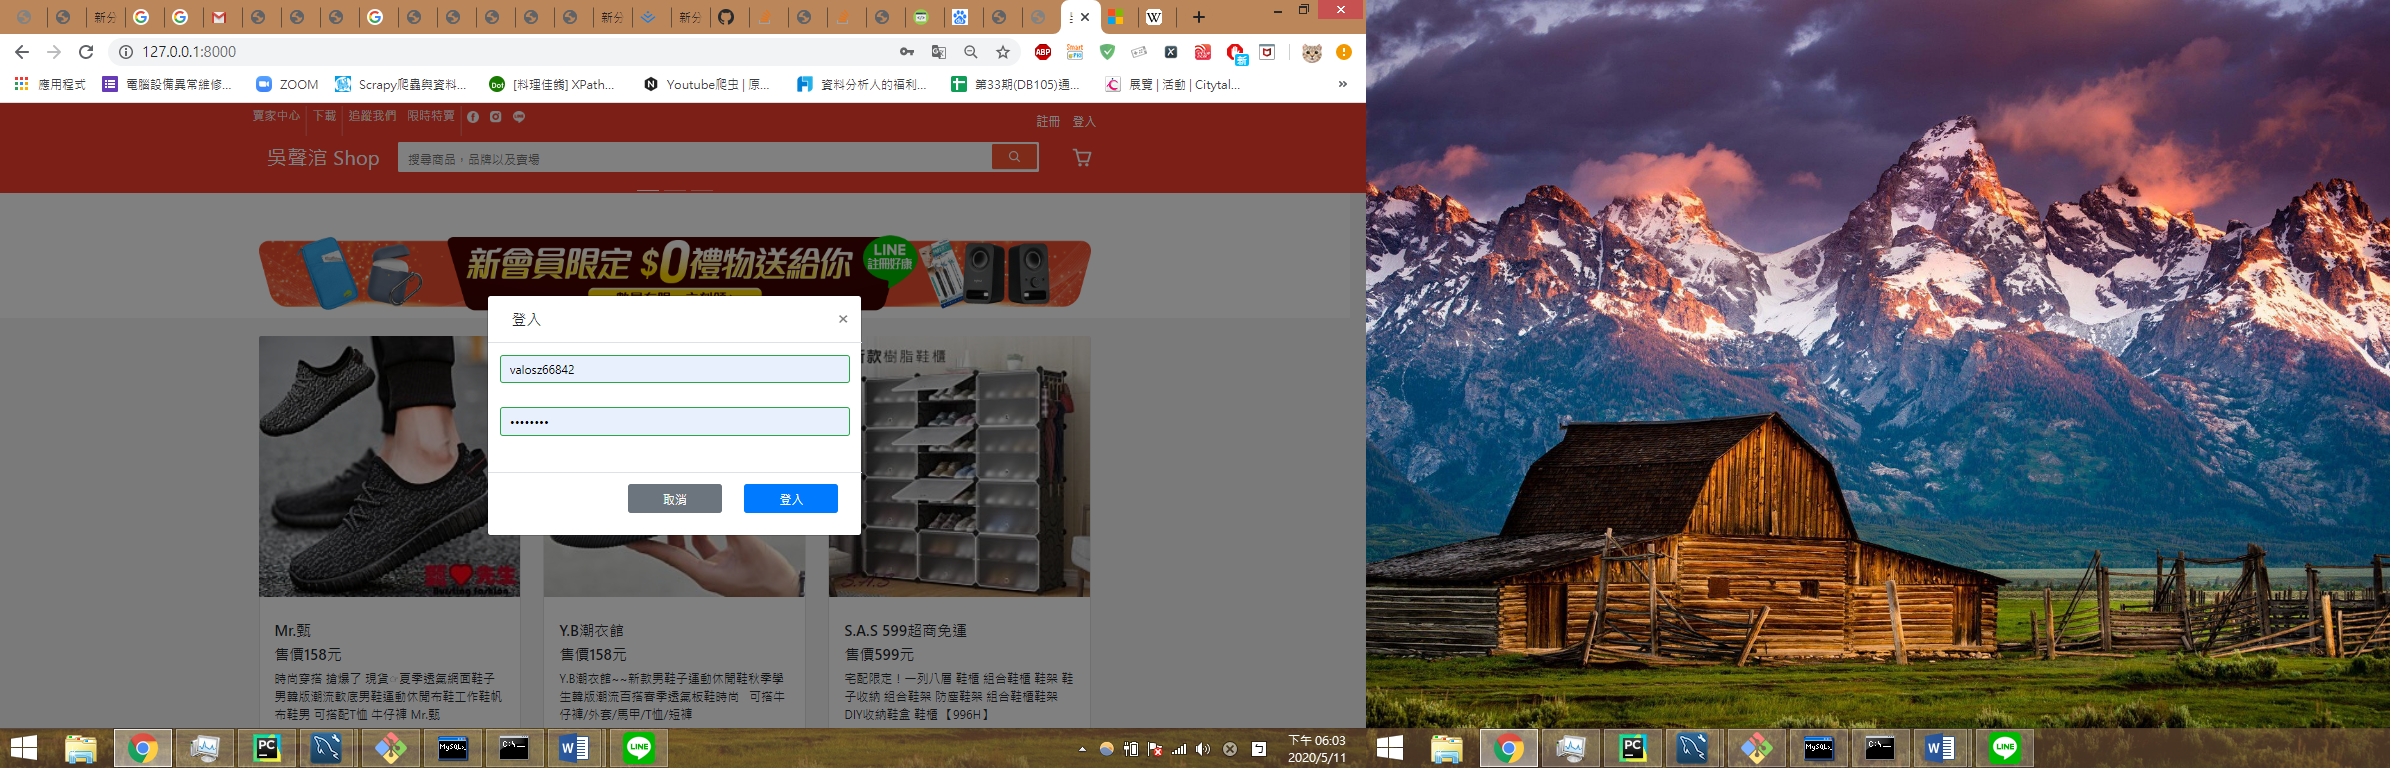 新分
新分
新分
127.0.0.1:8000
新
應用程式
電腦設備異常維修...
ZOOM
Scrapy爬蟲與資料...
[料理佳餚] XPath...
Youtube爬虫 | 原...
資料分析人的福利...
第33期(DB105)通...
展覽 | 活動 | Citytal...
»
賣家中心
下載
追蹤我們
限時特賣
註冊
登入
吳聲涫 Shop
搜尋商品，品牌以及賣場
新會員限定 $0禮物送給你
LINE
註冊好康
登入
×
valosz66842
••••••••
取消
登入
新款樹脂鞋櫃
S.A.S
Mr.甄
售價158元
時尚穿搭 搶爆了 現貨☞夏季透氣網面鞋子
男韓版潮流軟底男鞋運動休閒布鞋工作鞋帆
布鞋男 可搭配T恤 牛仔褲 Mr.甄
Y.B潮衣館
售價158元
Y.B潮衣館~~新款男鞋子運動休閒鞋秋季學
生韓版潮流百搭春季透氣板鞋時尚 可搭牛
仔褲/外套/馬甲/T恤/短褲
S.A.S 599超商免運
售價599元
宅配限定！一列八層 鞋櫃 組合鞋櫃 鞋架 鞋
子收納 組合鞋架 防塵鞋架 組合鞋櫃鞋架
DIY收納鞋盒 鞋櫃 【996H】
下午 06:03
2020/5/11